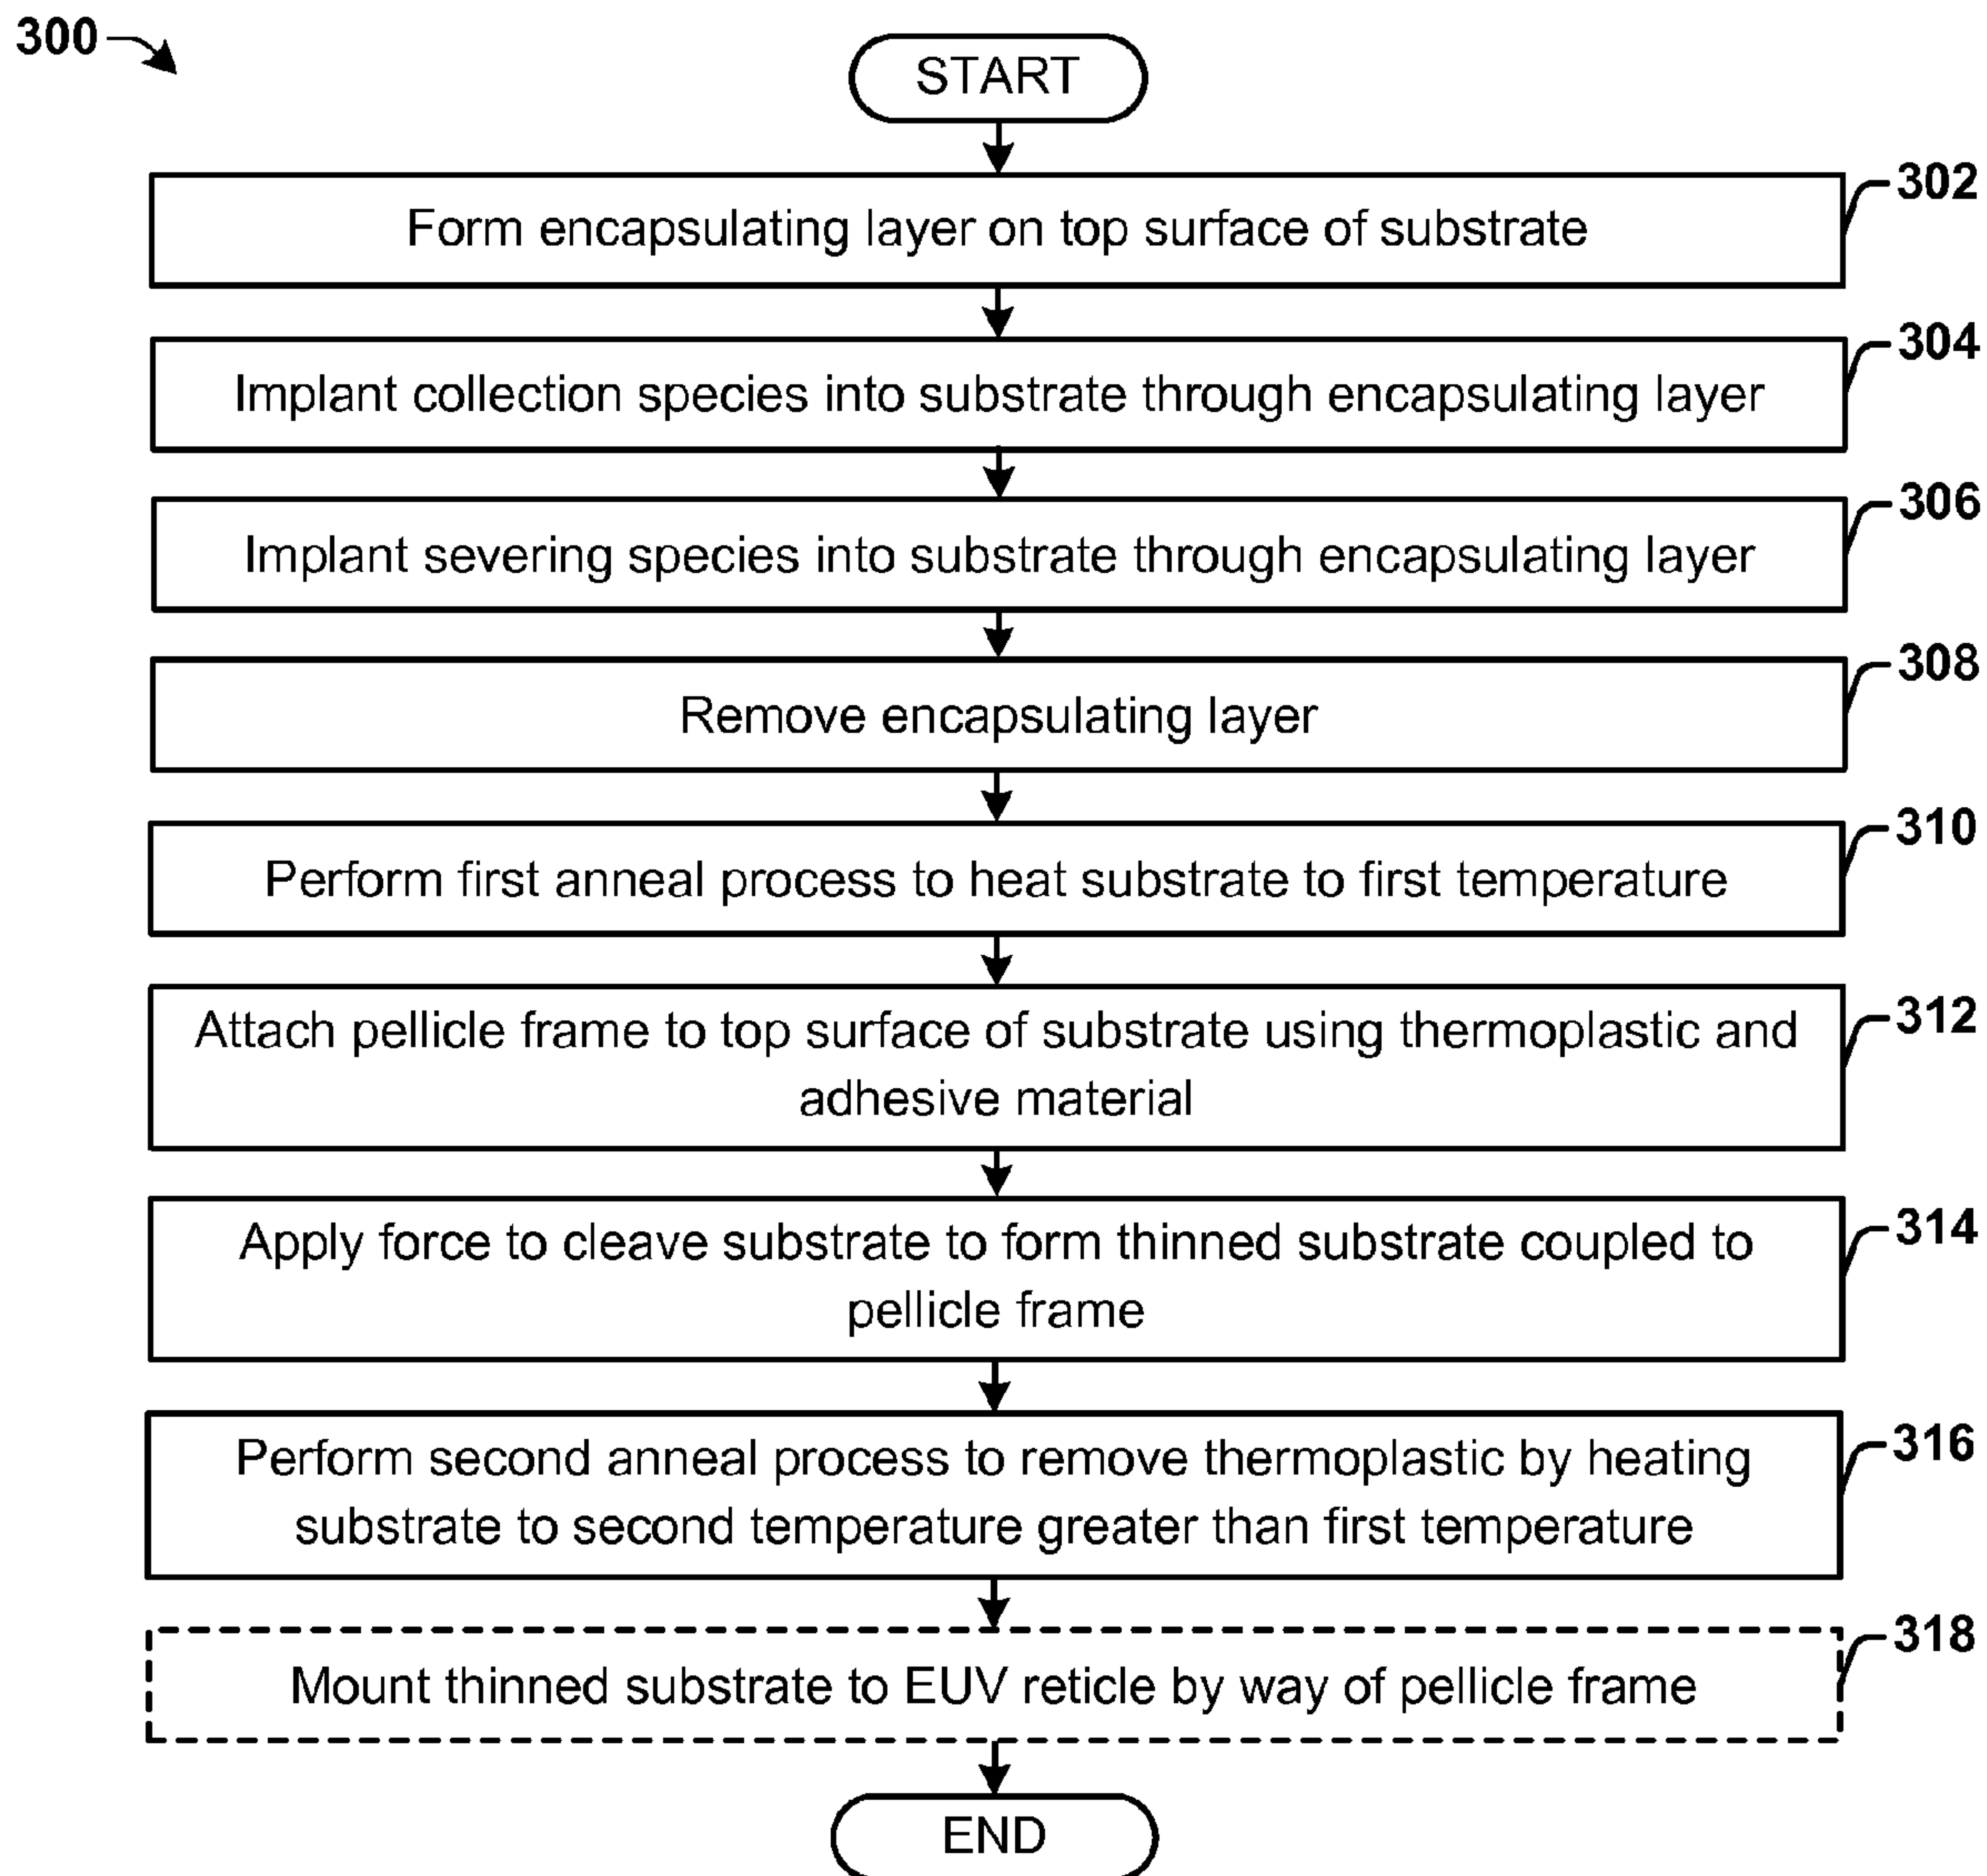 300
START
302
Form encapsulating layer on top surface of substrate
304
Implant collection species into substrate through encapsulating layer
306
Implant severing species into substrate through encapsulating layer
308
Remove encapsulating layer
310
Perform first anneal process to heat substrate to first temperature
312
Attach pellicle frame to top surface of substrate using thermoplastic and
adhesive material
314
Apply force to cleave substrate to form thinned substrate coupled to
pellicle frame
316
Perform second anneal process to remove thermoplastic by heating
substrate to second temperature greater than first temperature
318
Mount thinned substrate to EUV reticle by way of pellicle frame
END